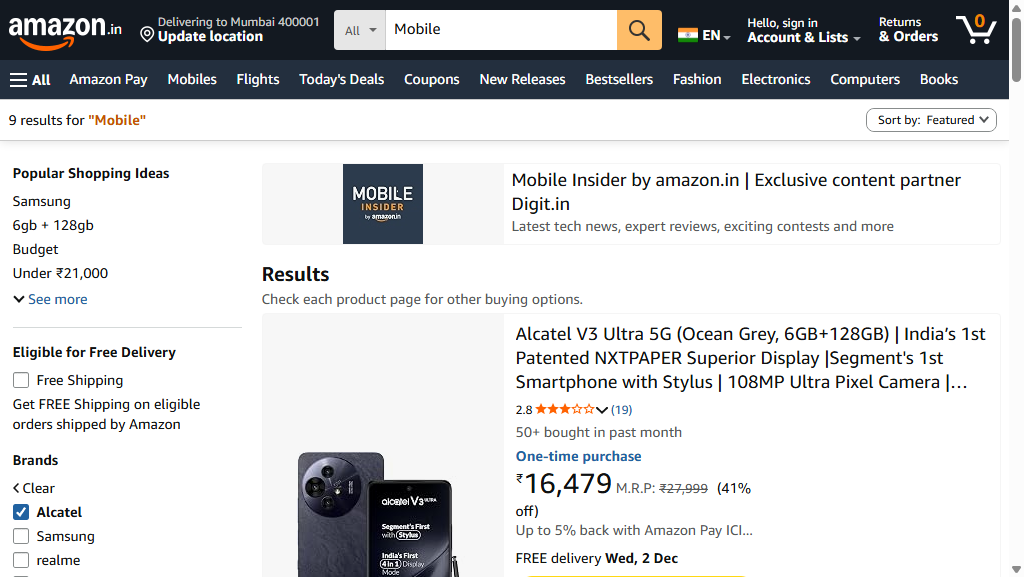 amazon.in
Delivering to Mumbai 400001
Update location
All
Mobile
EN
Hello, sign in
Account & Lists
Returns
& Orders
0
All
Amazon Pay
Mobiles
Flights
Today's Deals
Coupons
New Releases
Bestsellers
Fashion
Electronics
Computers
Books
9 results for "Mobile"
Sort by: Featured
Popular Shopping Ideas
Samsung
6gb + 128gb
Budget
Under ₹21,000
See more
Eligible for Free Delivery
Free Shipping
Get FREE Shipping on eligible
orders shipped by Amazon
Brands
Clear
Alcatel
Samsung
realme
MOBILE
INSIDER
by amazon.in
Mobile Insider by amazon.in | Exclusive content partner
Digit.in
Latest tech news, expert reviews, exciting contests and more
Results
Check each product page for other buying options.
alcatel V3 ULTRA
Segment's First
with Stylus
India's First
4 in 1 Display
Mode
Alcatel V3 Ultra 5G (Ocean Grey, 6GB+128GB) | India’s 1st
Patented NXTPAPER Superior Display |Segment's 1st
Smartphone with Stylus | 108MP Ultra Pixel Camera |…
2.8 (19)
50+ bought in past month
One-time purchase
₹16,479 M.R.P: ₹27,999 (41%
off)
Up to 5% back with Amazon Pay ICI…
FREE delivery Wed, 2 Dec